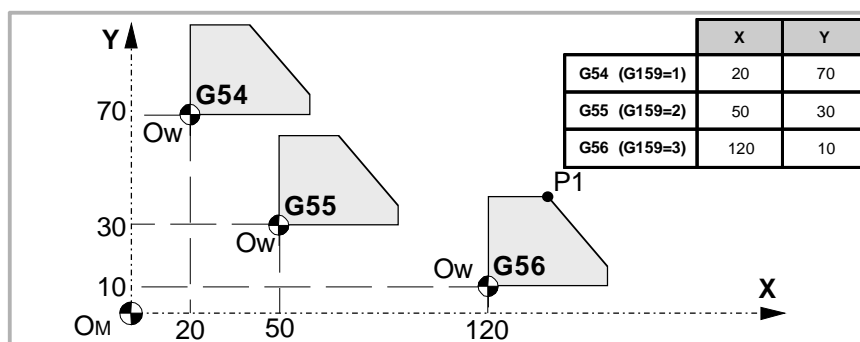 X Y
G54 (G159=1) 20 70
G55 (G159=2) 50 30
G56 (G159=3) 120 10
Y
G54
70
Ow
P1
G55
30
Ow
G56
Ow
10
X
OM
20 50 120